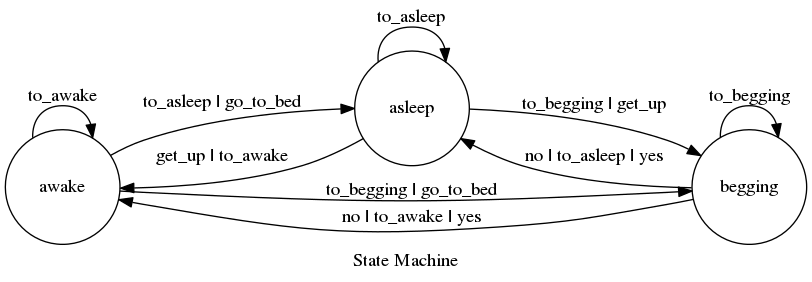 to_asleep
to_awake
to_begging
to_asleep | go_to_bed
to_begging | get_up
asleep
get_up | to_awake
no | to_asleep | yes
awake
to_begging | go_to_bed
begging
no | to_awake | yes
State Machine